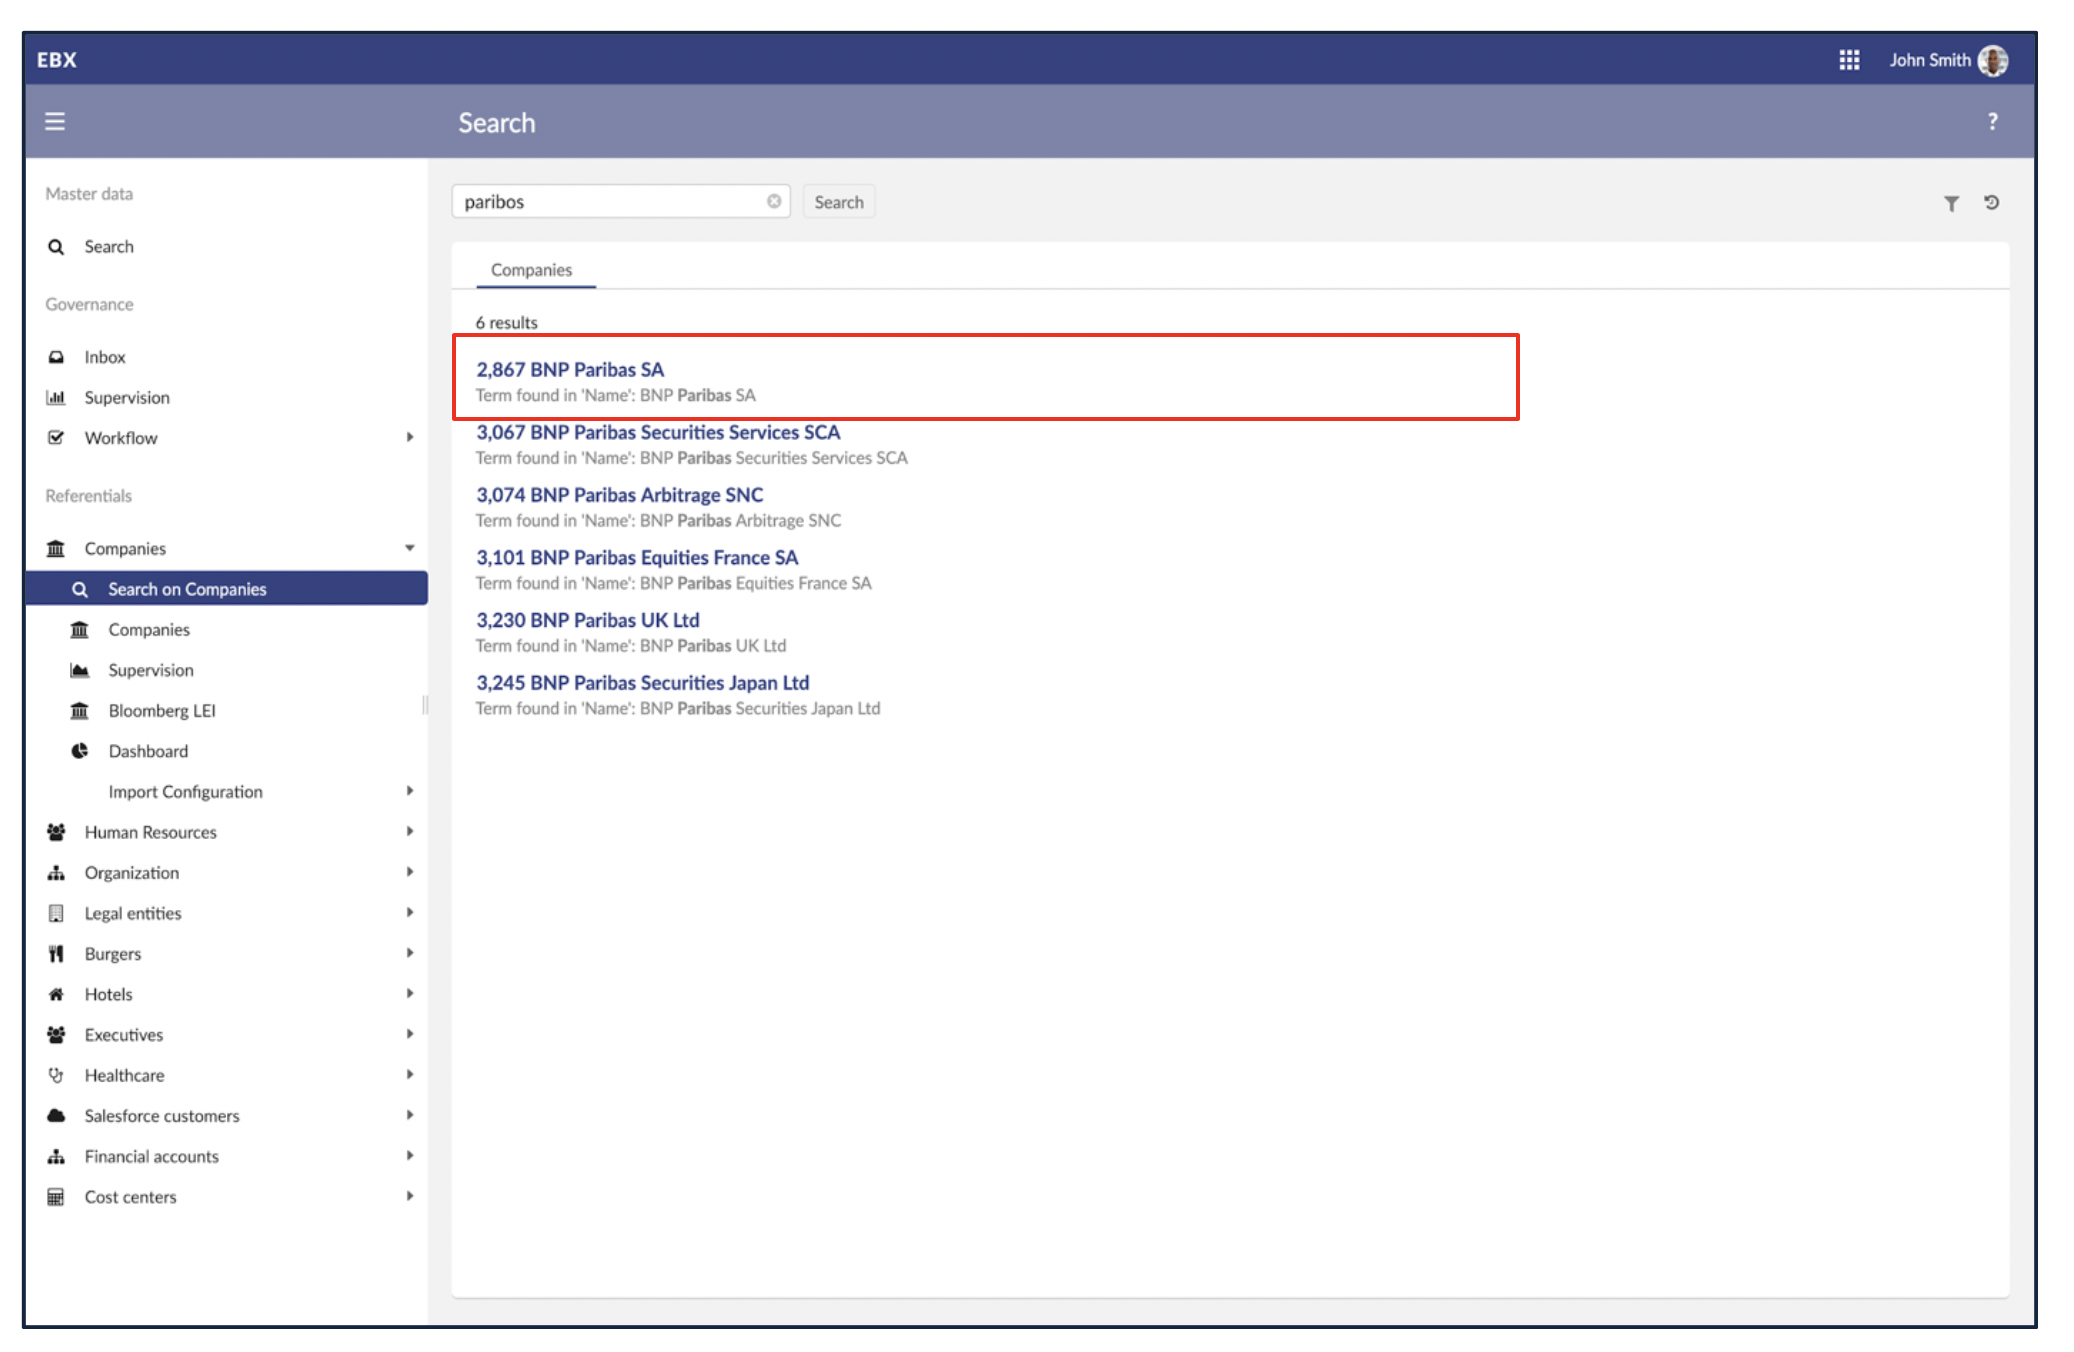 EBX
John Smith
Search
?
Master data
Search
Governance
Inbox
Supervision
Workflow
Referentials
Companies
Search on Companies
Companies
Supervision
Bloomberg LEI
Dashboard
Import Configuration
Human Resources
Organization
Legal entities
Burgers
Hotels
Executives
Healthcare
Salesforce customers
Financial accounts
Cost centers
paribos
Search
Companies
6 results
2,867 BNP Paribas SA
Term found in 'Name': BNP Paribas SA
3,067 BNP Paribas Securities Services SCA
Term found in 'Name': BNP Paribas Securities Services SCA
3,074 BNP Paribas Arbitrage SNC
Term found in 'Name': BNP Paribas Arbitrage SNC
3,101 BNP Paribas Equities France SA
Term found in 'Name': BNP Paribas Equities France SA
3,230 BNP Paribas UK Ltd
Term found in 'Name': BNP Paribas UK Ltd
3,245 BNP Paribas Securities Japan Ltd
Term found in 'Name': BNP Paribas Securities Japan Ltd